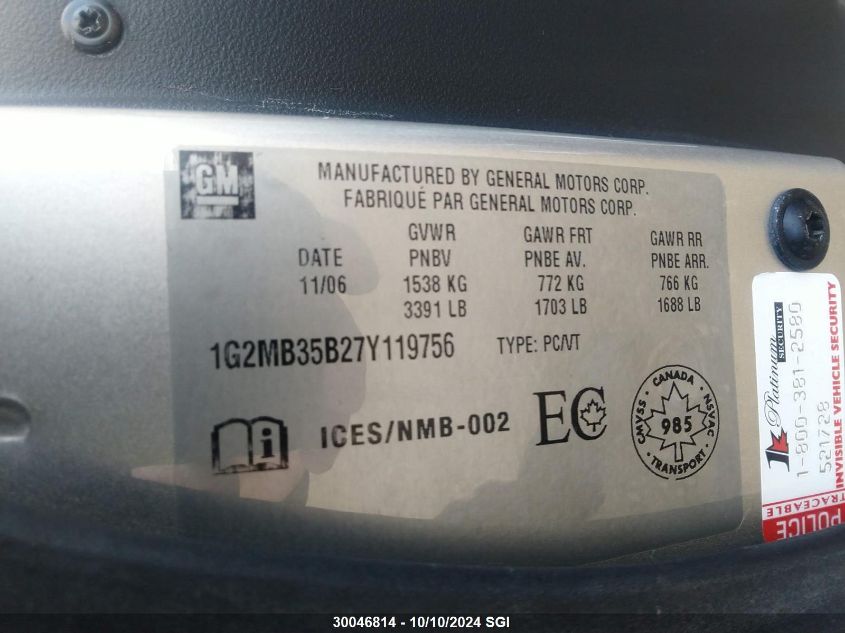 GM
MANUFACTURED BY GENERAL MOTORS CORP.
FABRIQUÉ PAR GENERAL MOTORS CORP.
GVWR GAWR FRT GAWR RR
DATE PNBV PNBE AV. PNBE ARR.
11/06 1538 KG 772 KG 766 KG
3391 LB 1703 LB 1688 LB
1G2MB35B27Y119756 TYPE: PC/VT
ICES/NMB-002 EC
CANADA
CMVSS 985 NSVAC
TRANSPORT
1K Platinum SECURITY
1-800-381-2580
521728
INVISIBLE VEHICLE SECURITY
TRACEABLE
POLICE
30046814 - 10/10/2024 SGI